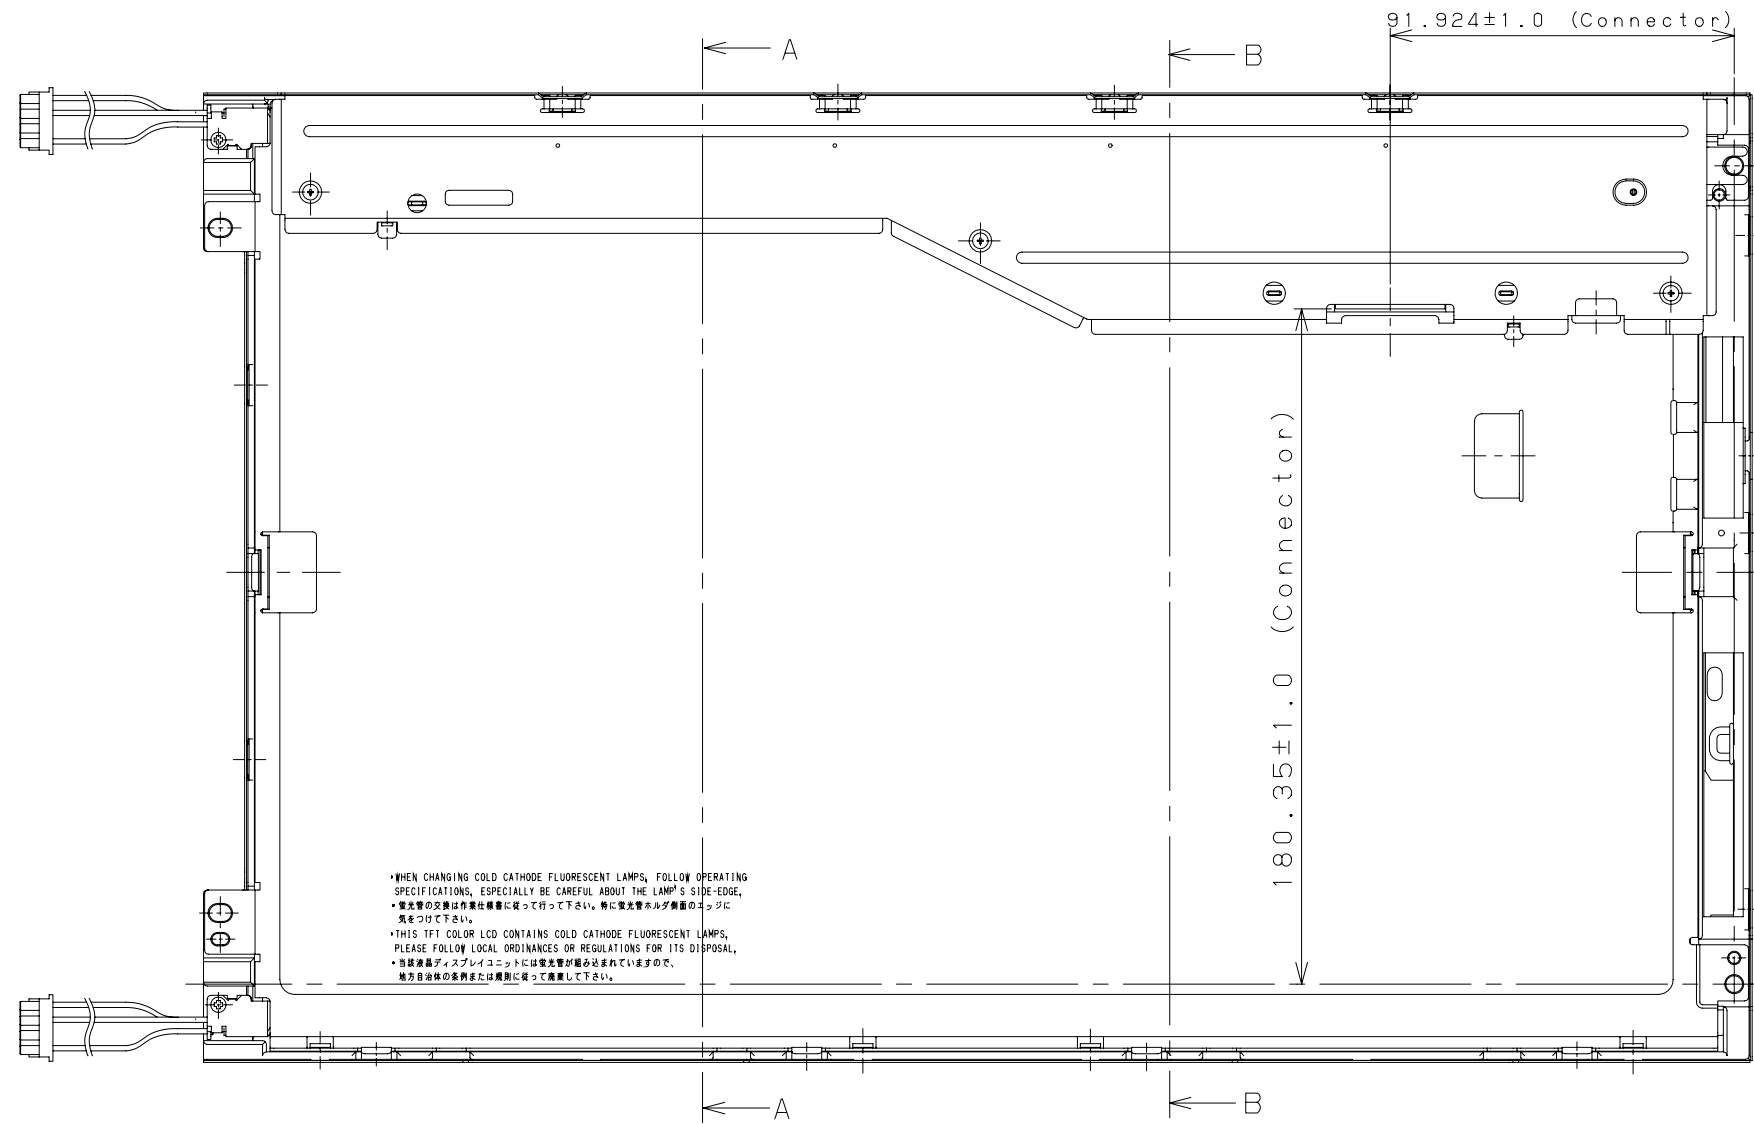 91.924±1.0 (Connector)
A
B
180.35±1.0 (Connector)
・WHEN CHANGING COLD CATHODE FLUORESCENT LAMPS, FOLLOW OPERATING
SPECIFICATIONS, ESPECIALLY BE CAREFUL ABOUT THE LAMP'S SIDE-EDGE,
・蛍光管の交換は作業仕様書に従って行って下さい。特に蛍光管ホルダ側面のエッジに
気をつけて下さい。
・THIS TFT COLOR LCD CONTAINS COLD CATHODE FLUORESCENT LAMPS,
PLEASE FOLLOW LOCAL ORDINANCES OR REGULATIONS FOR ITS DISPOSAL,
・当該液晶ディスプレイユニットには蛍光管が組み込まれていますので、
地方自治体の条例または規則に従って廃棄して下さい。
A
B